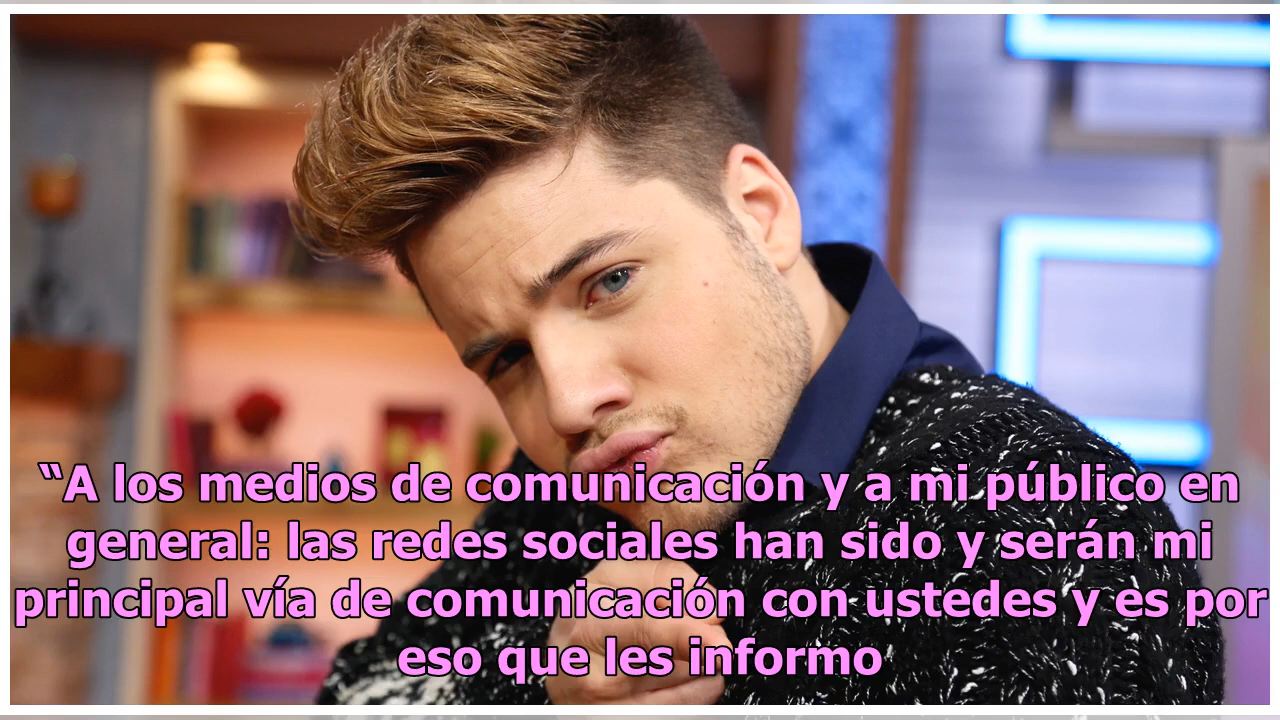 “A los medios de comunicación y a mi público en
general: las redes sociales han sido y serán mi
principal vía de comunicación con ustedes y es por
eso que les informo